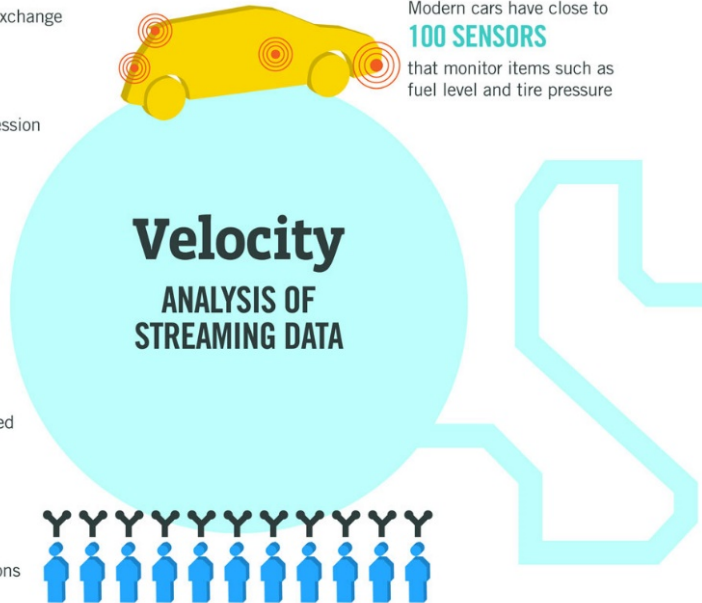 xchange
ession
ed
ons
Modern cars have close to
100 SENSORS
that monitor items such as
fuel level and tire pressure
Velocity
ANALYSIS OF
STREAMING DATA